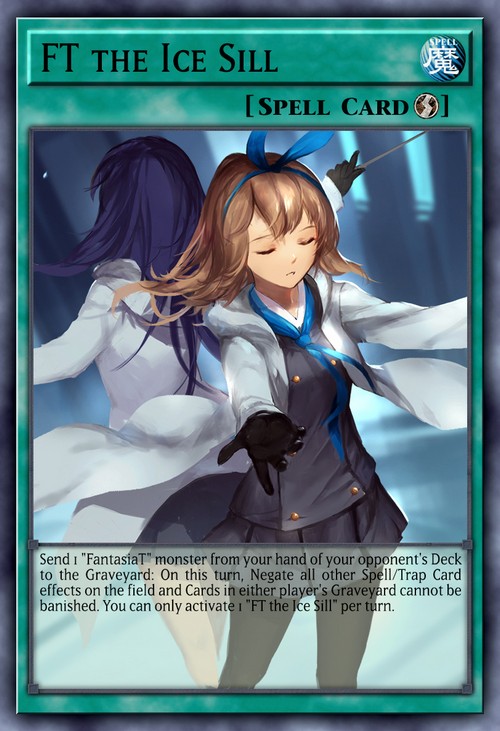 FT the Ice Sill
SPELL
魔
[Spell Card]
Send 1 "FantasiaT" monster from your hand of your opponent's Deck
to the Graveyard: On this turn, Negate all other Spell/Trap Card
effects on the field and Cards in either player's Graveyard cannot be
banished. You can only activate 1 "FT the Ice Sill" per turn.